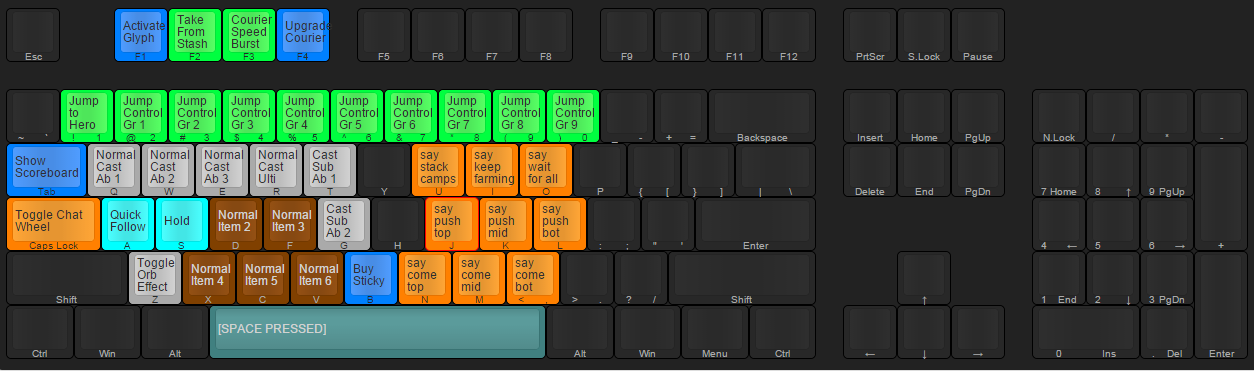 Esc
Activate
Glyph
F1
Take
From
Stash
F2
Courier
Speed
Burst
F3
Upgrade
Courier
F4
F5
F6
F7
F8
F9
F10
F11
F12
PrtScr
S.Lock
Pause
~ `
Jump
to
Hero
! 1
Jump
Control
Gr 1
@ 2
Jump
Control
Gr 2
# 3
Jump
Control
Gr 3
$ 4
Jump
Control
Gr 4
% 5
Jump
Control
Gr 5
^ 6
Jump
Control
Gr 6
& 7
Jump
Control
Gr 7
* 8
Jump
Control
Gr 8
( 9
Jump
Control
Gr 9
) 0
_ -
+ =
Backspace
Insert
Home
PgUp
N.Lock
/
*
-
Show
Scoreboard
Tab
Normal
Cast
Ab 1
Q
Normal
Cast
Ab 2
W
Normal
Cast
Ab 3
E
Normal
Cast
Ulti
R
Cast
Sub
Ab 1
T
Y
say
stack
camps
U
say
keep
farming
I
say
wait
for all
O
P
{ [
} ]
| \
Delete
End
PgDn
7 Home
8 ↑
9 PgUp
Toggle Chat
Wheel
Caps Lock
Quick
Follow
A
Hold
S
Normal
Item 2
D
Normal
Item 3
F
Cast
Sub
Ab 2
G
H
say
push
top
J
say
push
mid
K
say
push
bot
L
: ;
" '
Enter
4 ←
5
6 →
+
Shift
Toggle
Orb
Effect
Z
Normal
Item 4
X
Normal
Item 5
C
Normal
Item 6
V
Buy
Sticky
B
say
come
top
N
say
come
mid
M
say
come
bot
< ,
> .
? /
Shift
↑
1 End
2 ↓
3 PgDn
Ctrl
Win
Alt
[SPACE PRESSED]
Alt
Win
Menu
Ctrl
←
↓
→
0 Ins
. Del
Enter